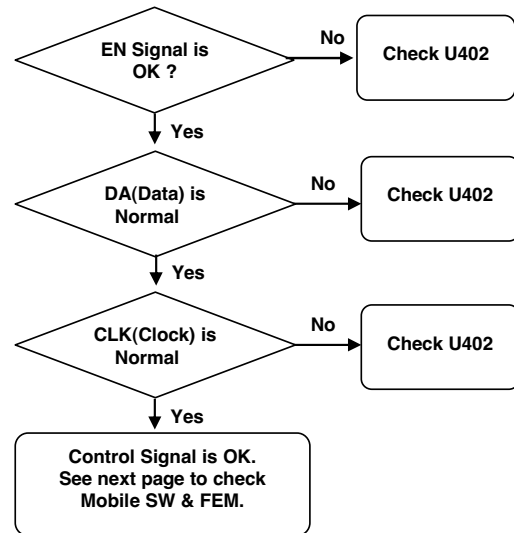 EN Signal is
OK ?
No
Check U402
Yes
DA(Data) is
Normal
No
Check U402
Yes
CLK(Clock) is
Normal
No
Check U402
Yes
Control Signal is OK.
See next page to check
Mobile SW & FEM.